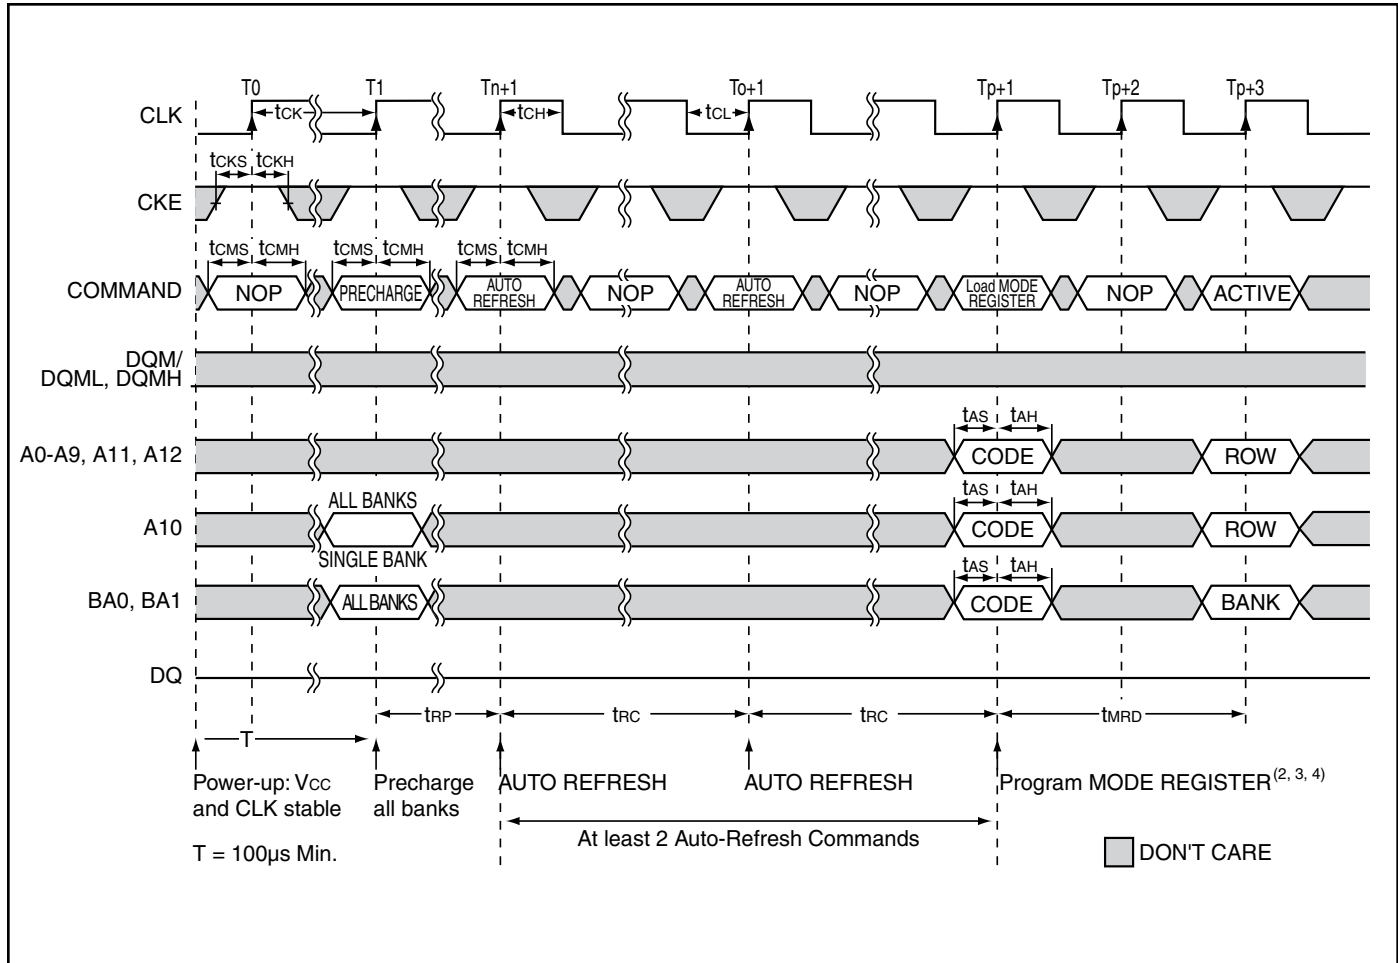 T0 T1 Tn+1 To+1 Tp+1 Tp+2 Tp+3
CLK tCK tCH tCL
tCKS tCKH
CKE
tCMS tCMH tCMS tCMH tCMS tCMH
COMMAND NOP PRECHARGE AUTO REFRESH NOP AUTO REFRESH NOP Load MODE REGISTER NOP ACTIVE
DQM/
DQML, DQMH
tAS tAH
A0-A9, A11, A12 CODE ROW
ALL BANKS tAS tAH
A10 CODE ROW
SINGLE BANK tAS tAH
BA0, BA1 ALL BANKS CODE BANK
DQ
tRP tRC tRC tMRD
T
Power-up: VCC Precharge AUTO REFRESH AUTO REFRESH Program MODE REGISTER(2, 3, 4)
and CLK stable all banks
At least 2 Auto-Refresh Commands
T = 100µs Min. DON'T CARE